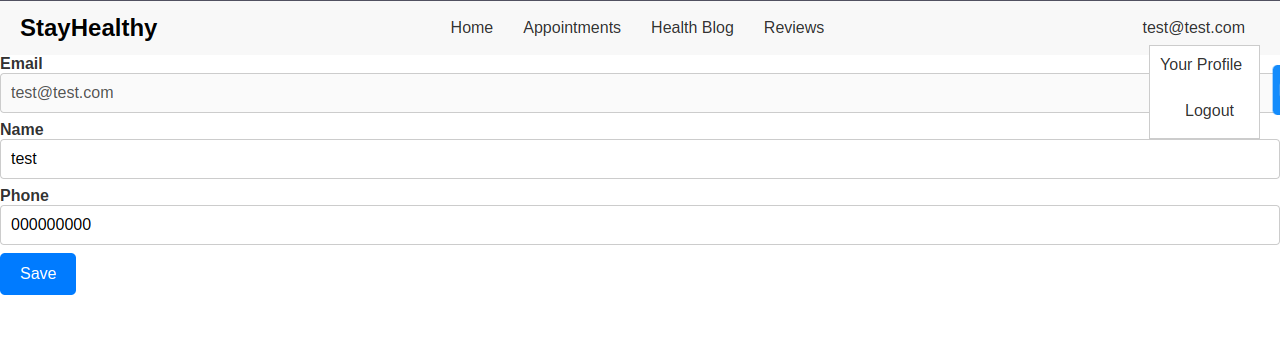 StayHealthy Home Appointments Health Blog Reviews test@test.com
Your Profile
Logout
Email
test@test.com
Name
test
Phone
000000000
Save